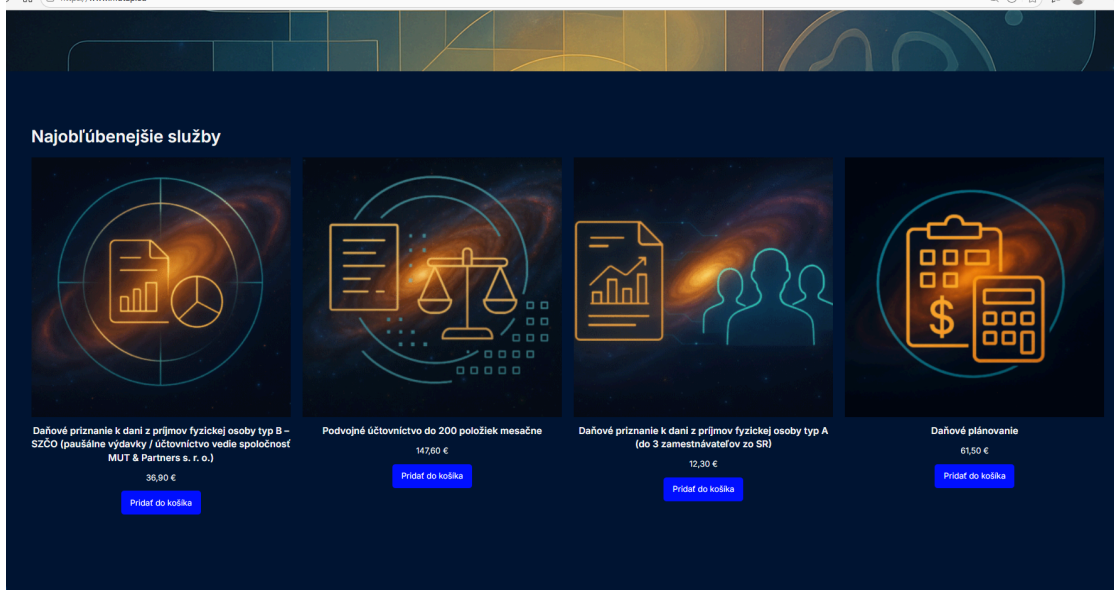 Najobľúbenejšie služby
Daňové priznanie k dani z príjmov fyzickej osoby typ B –
SZČO (paušálne výdavky / účtovníctvo vedie spoločnosť
MUT & Partners s. r. o.)
36,90 €
Pridať do košíka
Podvojné účtovníctvo do 200 položiek mesačne
147,60 €
Pridať do košíka
Daňové priznanie k dani z príjmov fyzickej osoby typ A
(do 3 zamestnávateľov zo SR)
12,30 €
Pridať do košíka
$
Daňové plánovanie
61,50 €
Pridať do košíka